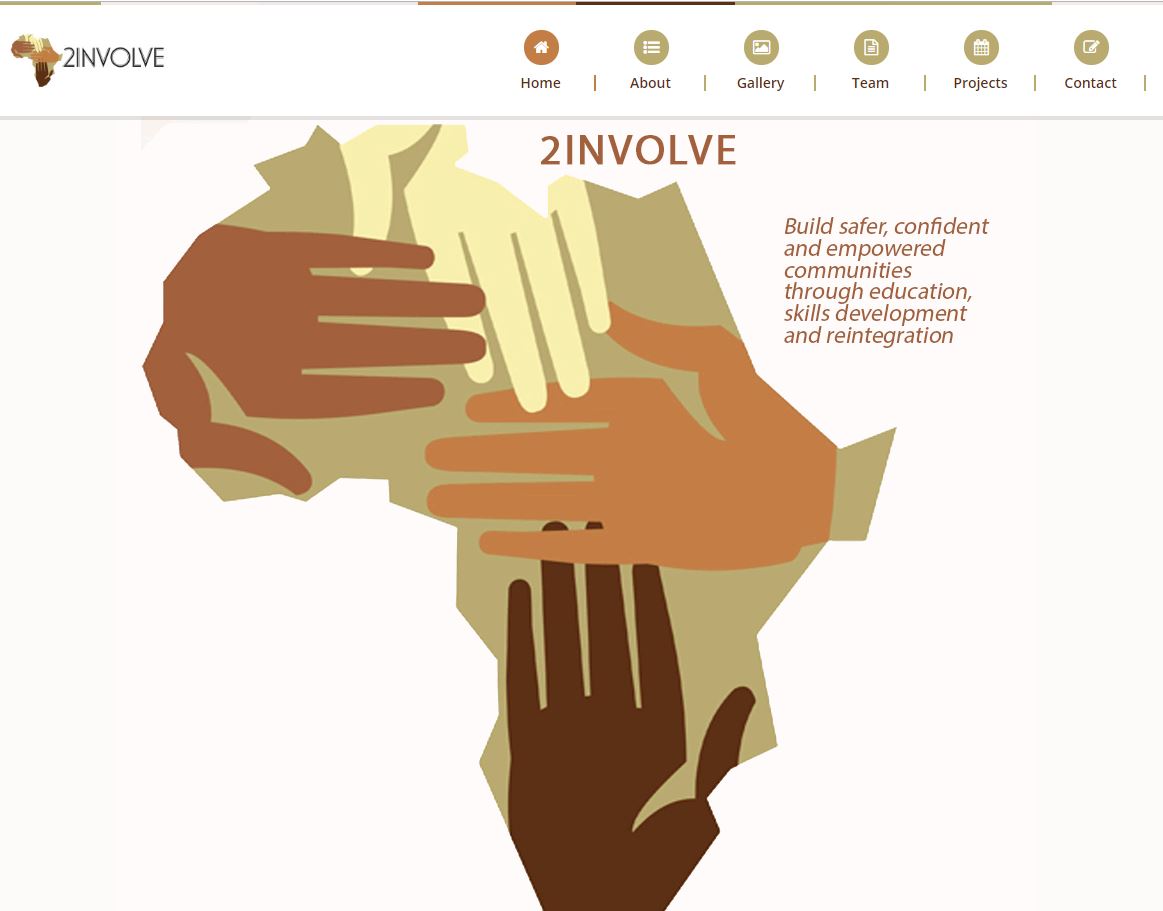 2INVOLVE
Home
About
Gallery
Team
Projects
Contact
2INVOLVE
Build safer, confident
and empowered
communities
through education,
skills development
and reintegration